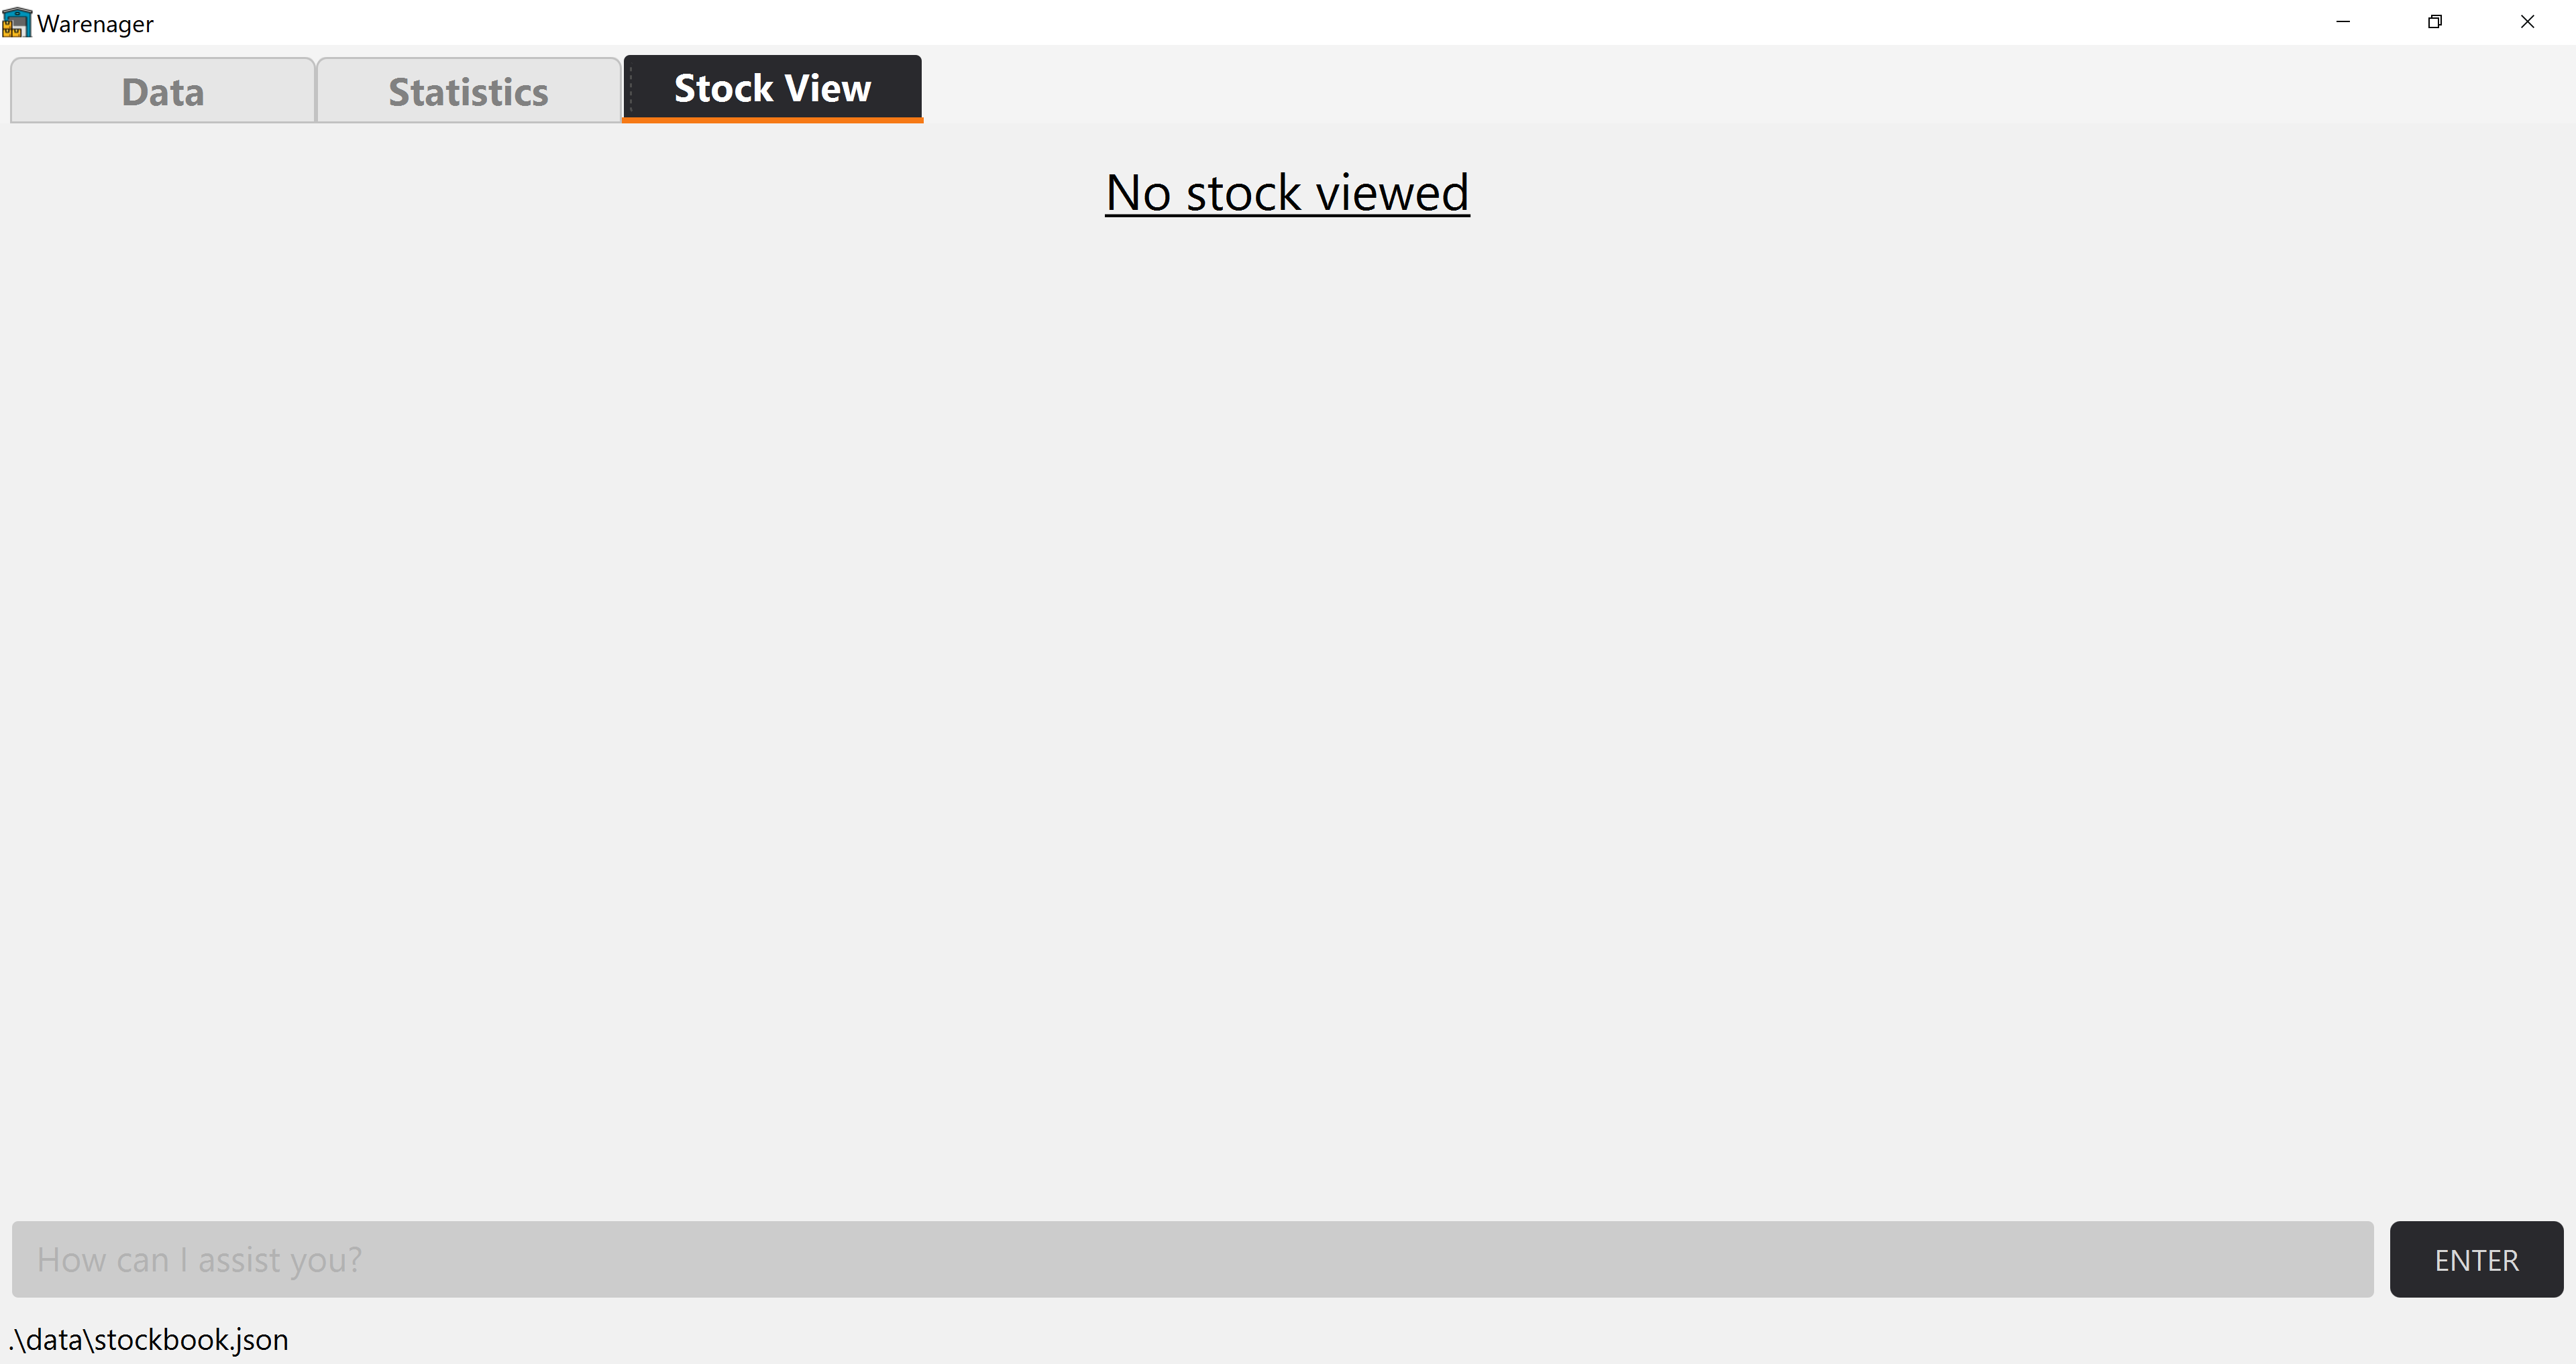 Warenager
Data Statistics Stock View
No stock viewed
How can I assist you? ENTER
.\data\stockbook.json